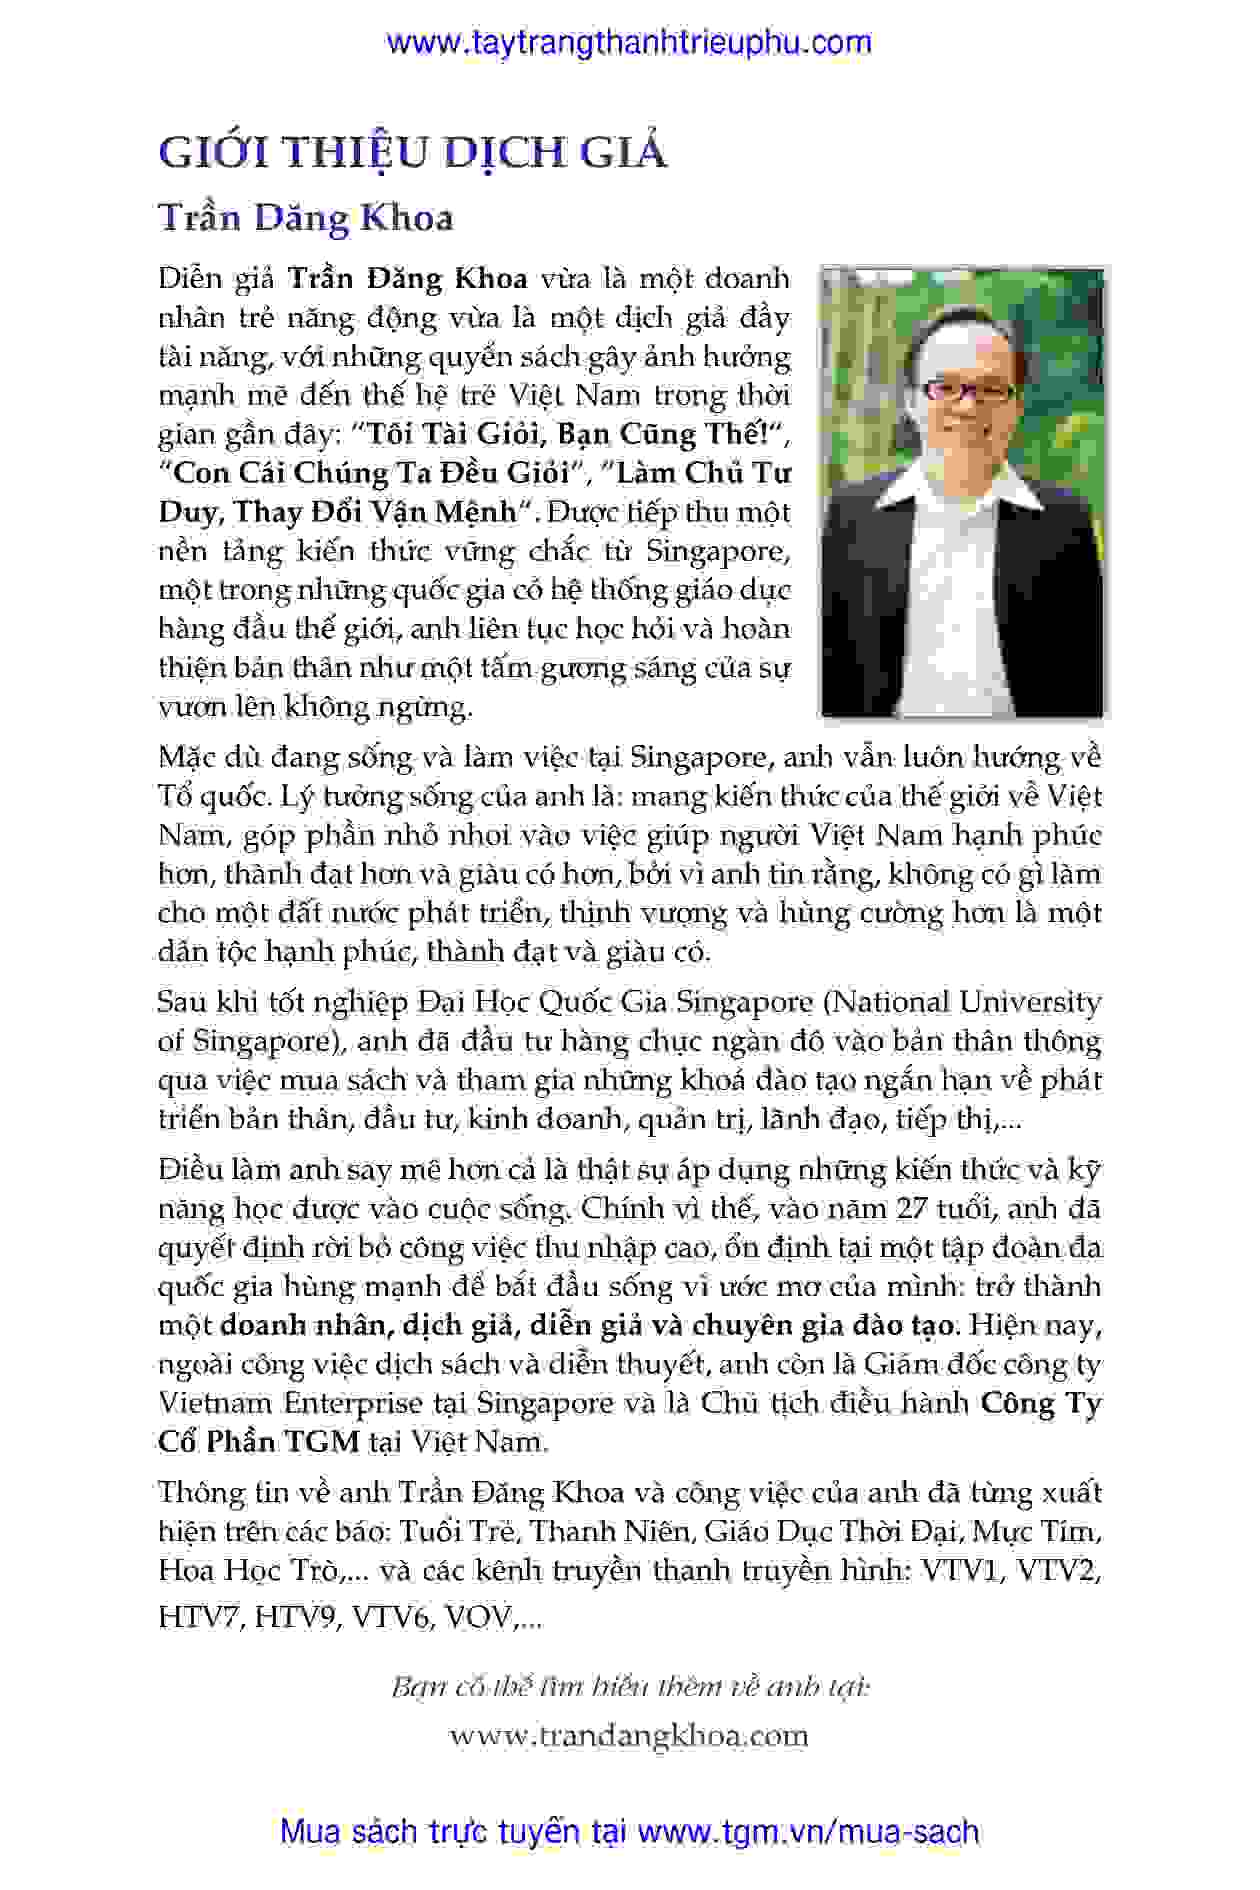 www.taytrangthanhtrieuphu.com
GIỚI THIỆU DỊCH GIẢ
Trần Đăng Khoa
Diễn giả Trần Đăng Khoa vừa là một doanh
nhân trẻ năng động vừa là một dịch giả đầy
tài năng, với những quyển sách gây ảnh hưởng
mạnh mẽ đến thế hệ trẻ Việt Nam trong thời
gian gần đây: “Tôi Tài Giỏi, Bạn Cũng Thế!“,
“Con Cái Chúng Ta Đều Giỏi”, ”Làm Chủ Tư
Duy, Thay Đổi Vận Mệnh“. Được tiếp thu một
nền tảng kiến thức vững chắc từ Singapore,
một trong những quốc gia có hệ thống giáo dục
hàng đầu thế giới, anh liên tục học hỏi và hoàn
thiện bản thân như một tấm gương sáng của sự
vươn lên không ngừng.
Mặc dù đang sống và làm việc tại Singapore, anh vẫn luôn hướng về
Tổ quốc. Lý tưởng sống của anh là: mang kiến thức của thế giới về Việt
Nam, góp phần nhỏ nhoi vào việc giúp người Việt Nam hạnh phúc
hơn, thành đạt hơn và giàu có hơn, bởi vì anh tin rằng, không có gì làm
cho một đất nước phát triển, thịnh vượng và hùng cường hơn là một
dân tộc hạnh phúc, thành đạt và giàu có.
Sau khi tốt nghiệp Đại Học Quốc Gia Singapore (National University
of Singapore), anh đã đầu tư hàng chục ngàn đô vào bản thân thông
qua việc mua sách và tham gia những khoá đào tạo ngắn hạn về phát
triển bản thân, đầu tư, kinh doanh, quản trị, lãnh đạo, tiếp thị,...
Điều làm anh say mê hơn cả là thật sự áp dụng những kiến thức và kỹ
năng học được vào cuộc sống. Chính vì thế, vào năm 27 tuổi, anh đã
quyết định rời bỏ công việc thu nhập cao, ổn định tại một tập đoàn đa
quốc gia hùng mạnh để bắt đầu sống vì ước mơ của mình: trở thành
một doanh nhân, dịch giả, diễn giả và chuyên gia đào tạo. Hiện nay,
ngoài công việc dịch sách và diễn thuyết, anh còn là Giám đốc công ty
Vietnam Enterprise tại Singapore và là Chủ tịch điều hành Công Ty
Cổ Phần TGM tại Việt Nam.
Thông tin về anh Trần Đăng Khoa và công việc của anh đã từng xuất
hiện trên các báo: Tuổi Trẻ, Thanh Niên, Giáo Dục Thời Đại, Mực Tím,
Hoa Học Trò,... và các kênh truyền thanh truyền hình: VTV1, VTV2,
HTV7, HTV9, VTV6, VOV,...
Bạn có thể tìm hiểu thêm về anh tại:
www.trandangkhoa.com
Mua sách trực tuyến tại www.tgm.vn/mua-sach